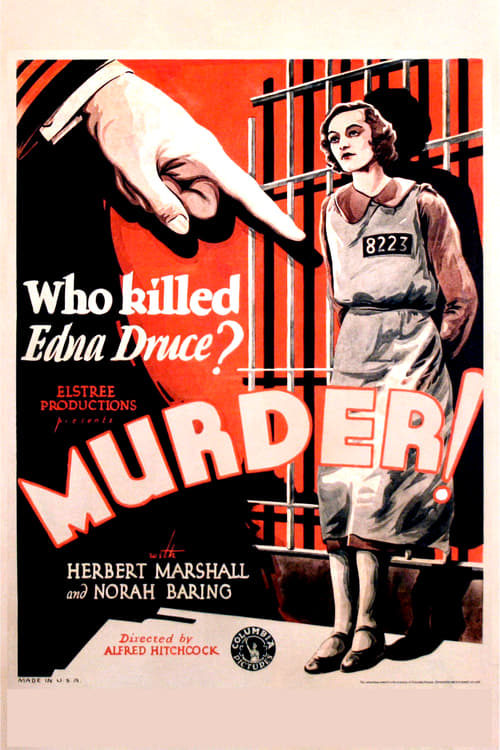 8223
Who killed
Edna Druce?
ELSTREE
PRODUCTIONS
presents
MURDER!
with
HERBERT MARSHALL
and NORAH BARING
Directed by
ALFRED HITCHCOCK
COLUMBIA
PICTURES
MADE IN U.S.A.